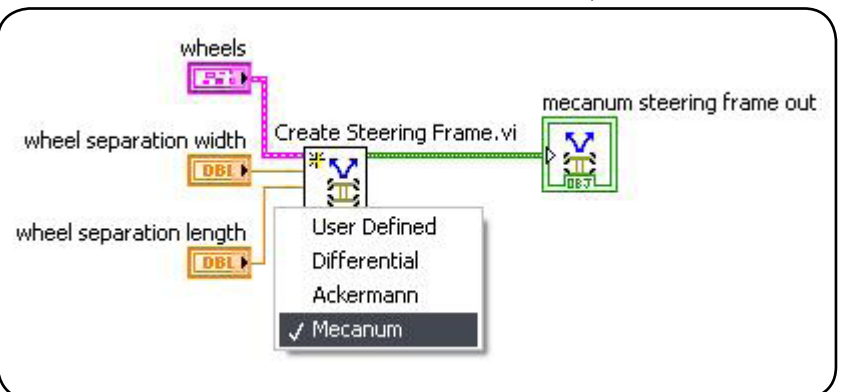 wheels
mecanum steering frame out
wheel separation width
Create Steering Frame.vi
DBL
OBJ
wheel separation length
DBL
User Defined
Differential
Ackermann
✓ Mecanum